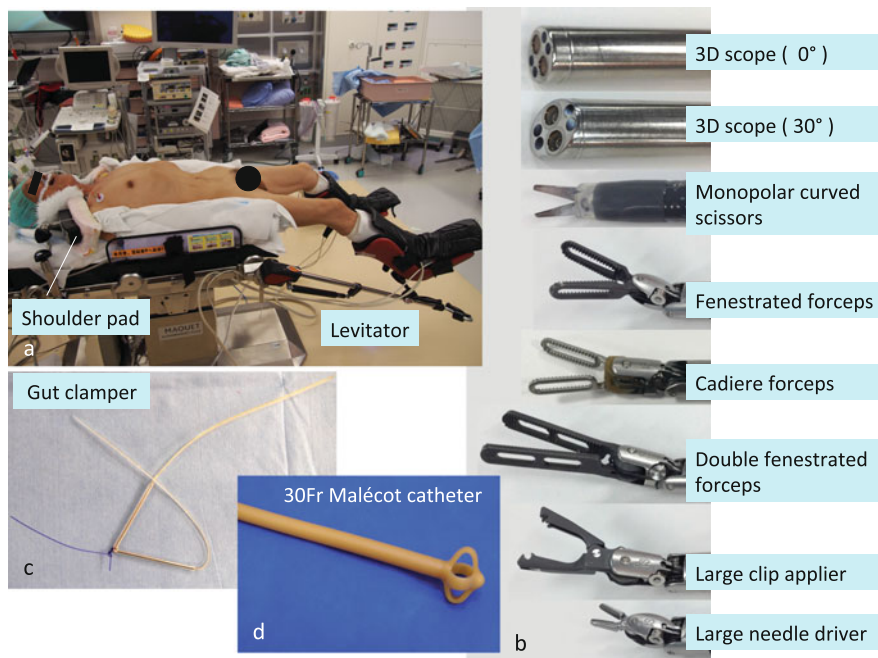 3D scope ( 0° )
3D scope ( 30° )
Monopolar curved
scissors
Fenestrated forceps
Shoulder pad
Levitator
MAQUET
a
Cadiere forceps
Gut clamper
Double fenestrated
forceps
30Fr Malécot catheter
c
Large clip applier
d
b
Large needle driver